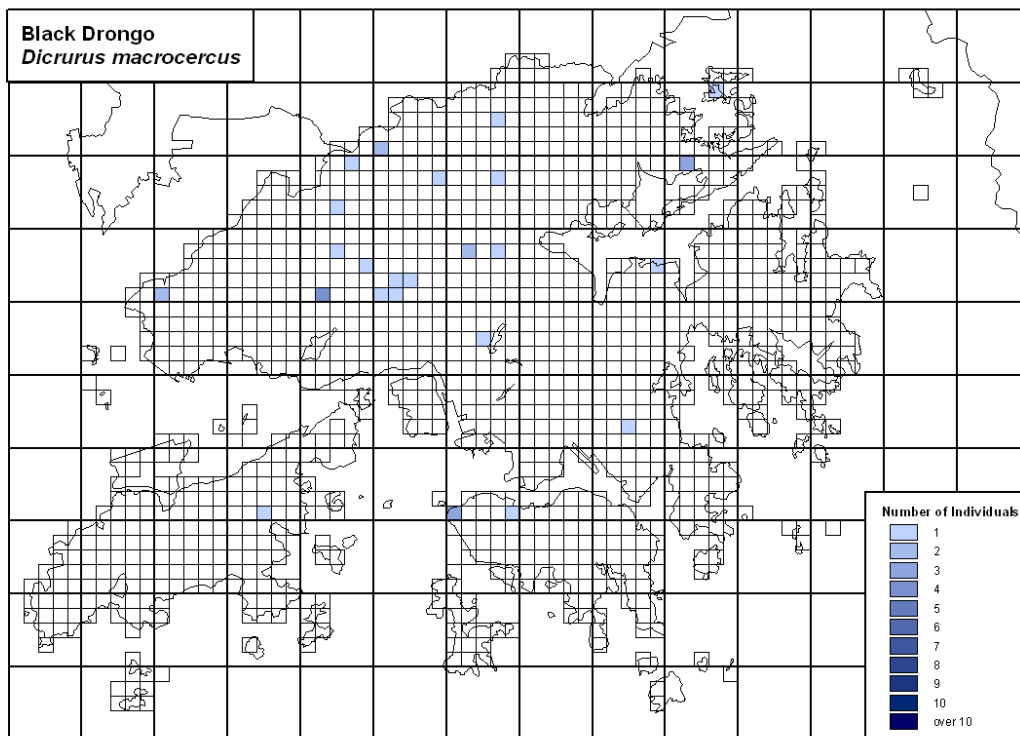 Black Drongo
Dicrurus macrocercus
Number of Individuals
1
2
3
4
5
6
7
8
9
10
over 10